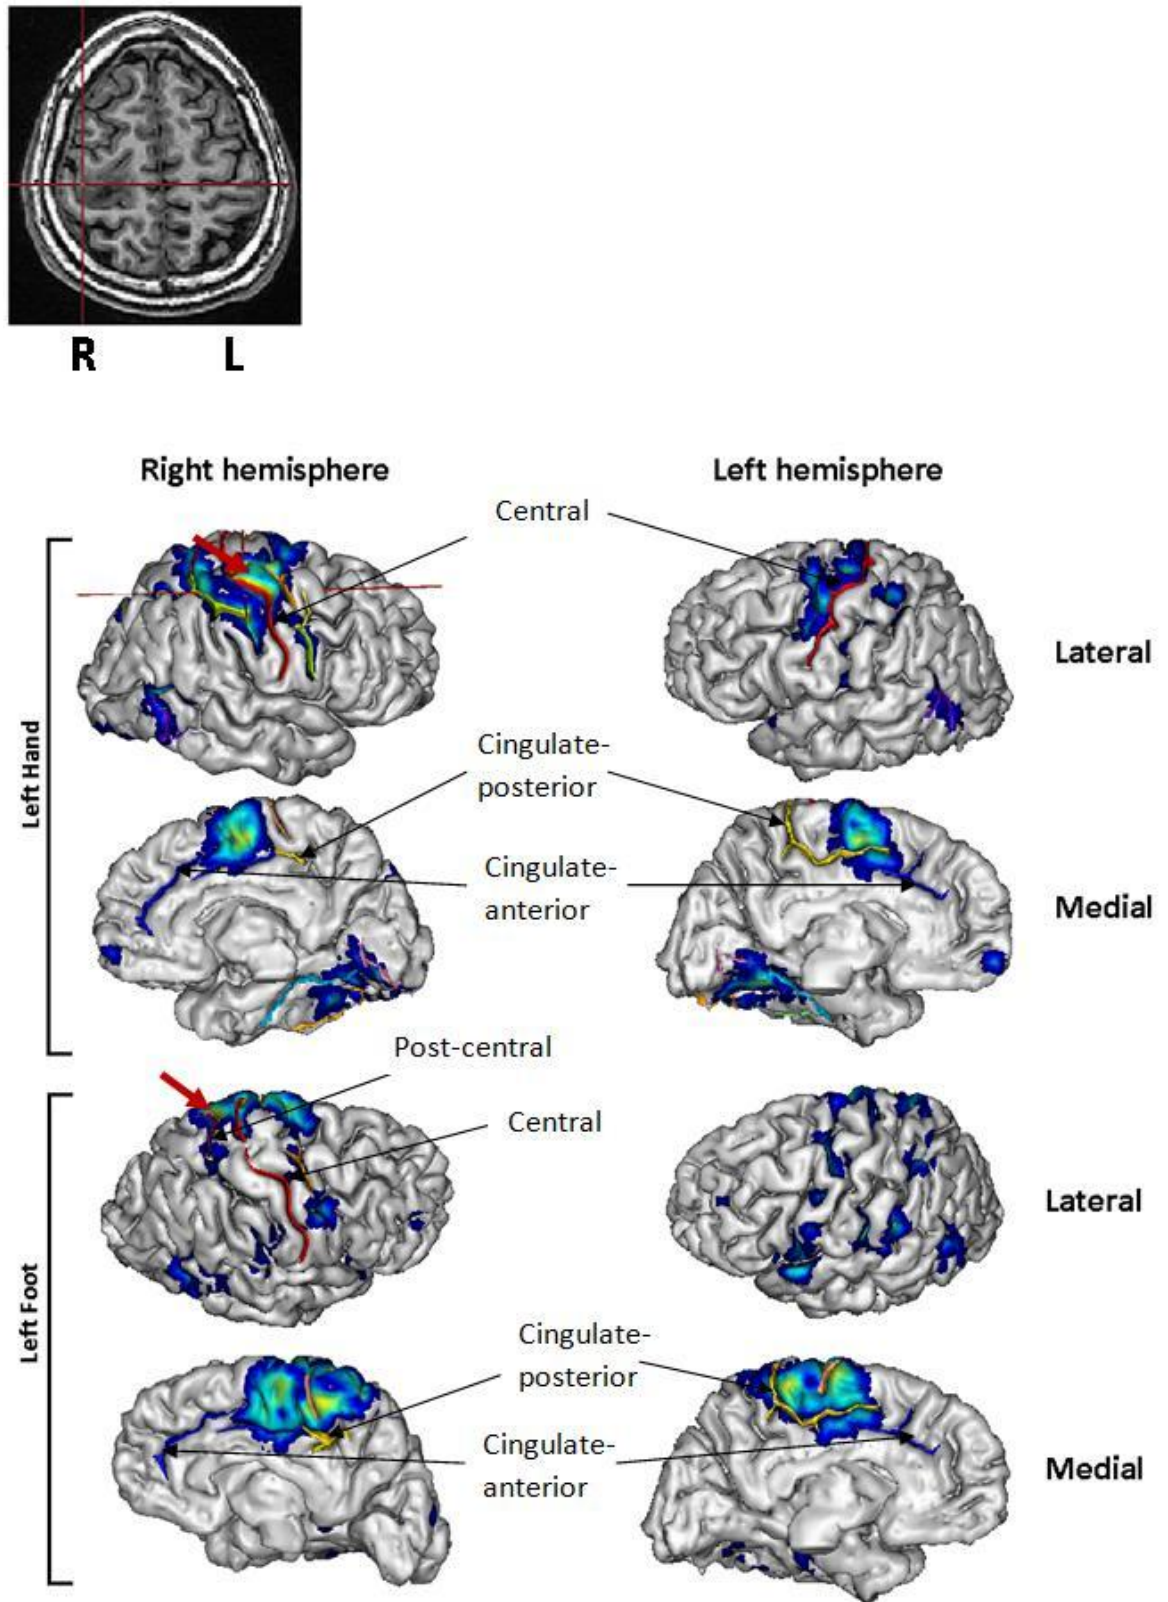 R L
Right hemisphere
Left hemisphere
Central
Lateral
Left Hand
Cingulate-
posterior
Cingulate-
anterior
Medial
Post-central
Central
Lateral
Left Foot
Cingulate-
posterior
Cingulate-
anterior
Medial